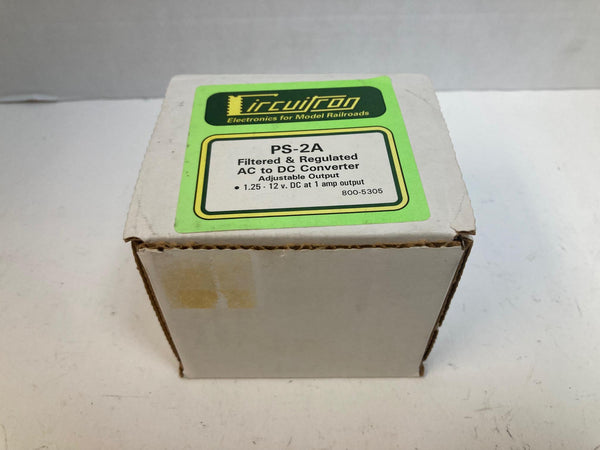 Circuitron
Electronics for Model Railroads
PS-2A
Filtered & Regulated
AC to DC Converter
Adjustable Output
• 1.25 - 12 v. DC at 1 amp output
800-5305